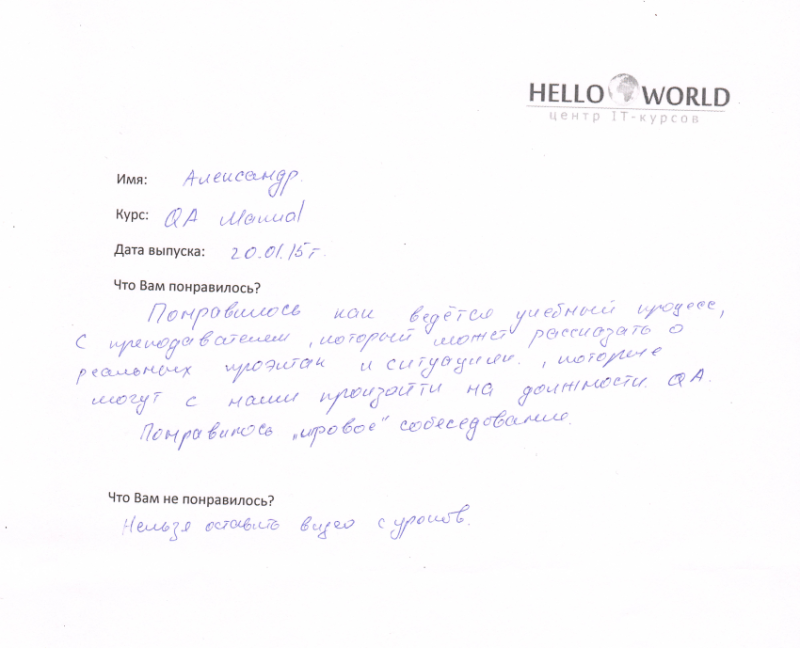 HELLO WORLD
центр IT-курсов
Имя: Александр.
Курс: QA Manual
Дата выпуска: 20.01.15 г.
Что Вам понравилось?
Понравилось как ведётся учебный процесс,
с преподавателем, который может рассказать о
реальных проэктах и ситуациях, которые
могут с нами произойти на должности QA.
Понравилось „игровое“ собеседование.
Что Вам не понравилось?
Нельзя оставить видео с уроков.